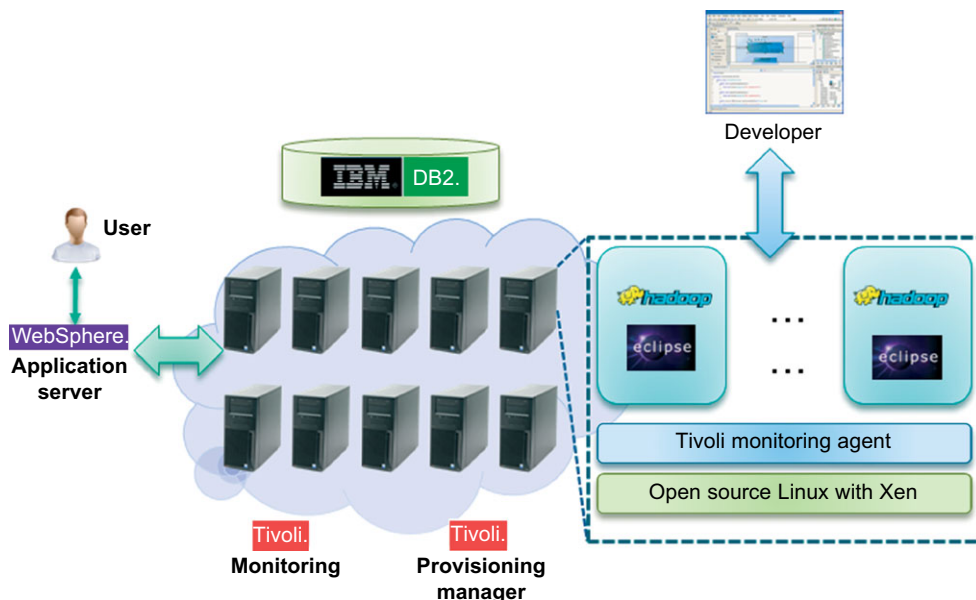 Developer
IBM.
DB2.
User
WebSphere.
Application
server
hadoop
eclipse
...
...
hadoop
eclipse
Tivoli monitoring agent
Open source Linux with Xen
Tivoli.
Monitoring
Tivoli.
Provisioning
manager